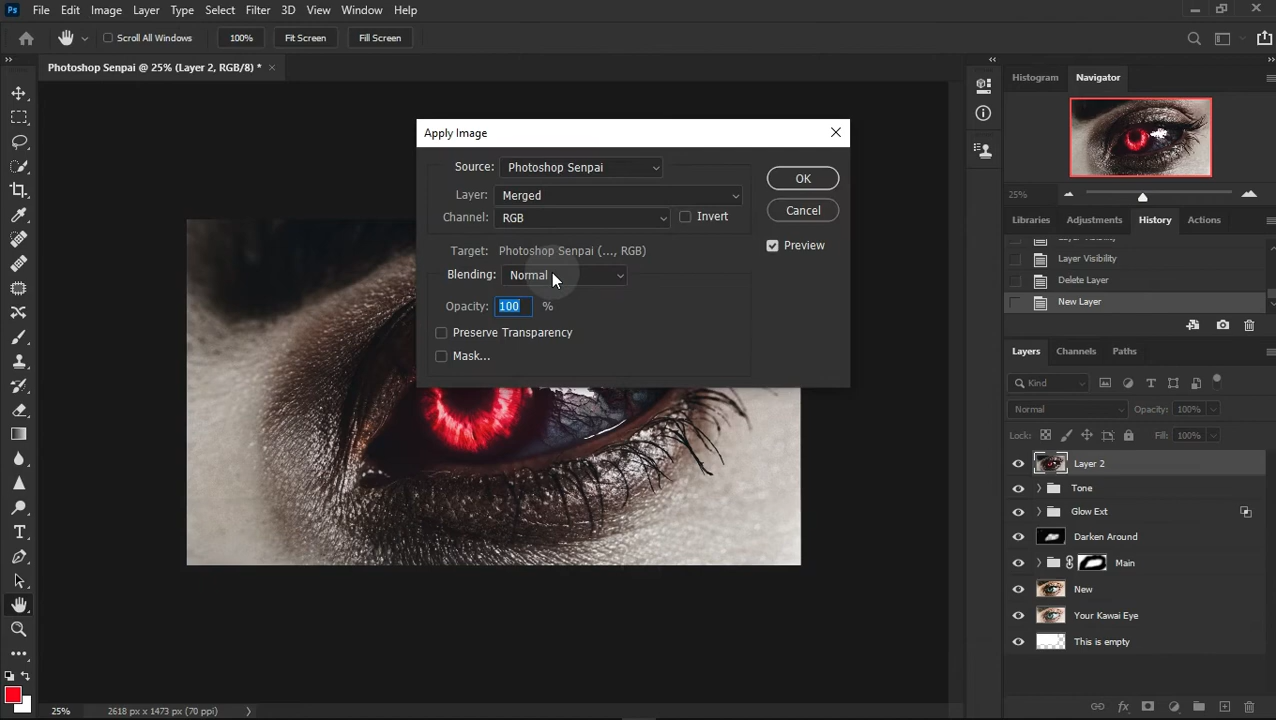 Ps File Edit Image Layer Type Select Filter 3D View Window Help
Scroll All Windows 100% Fit Screen Fill Screen
Photoshop Senpai @ 25% (Layer 2, RGB/8) *
Apply Image
Source: Photoshop Senpai
Layer: Merged
Channel: RGB Invert
Target: Photoshop Senpai (..., RGB)
Blending: Normal
Opacity: 100 %
Preserve Transparency
Mask...
OK
Cancel
Preview
Histogram Navigator
25%
Libraries Adjustments History Actions
Layer Visibility
Delete Layer
New Layer
Layers Channels Paths
Kind
Normal Opacity: 100%
Lock: Fill: 100%
Layer 2
Tone
Glow Ext
Darken Around
Main
New
Your Kawai Eye
This is empty
25% 2618 px x 1473 px (70 ppi)